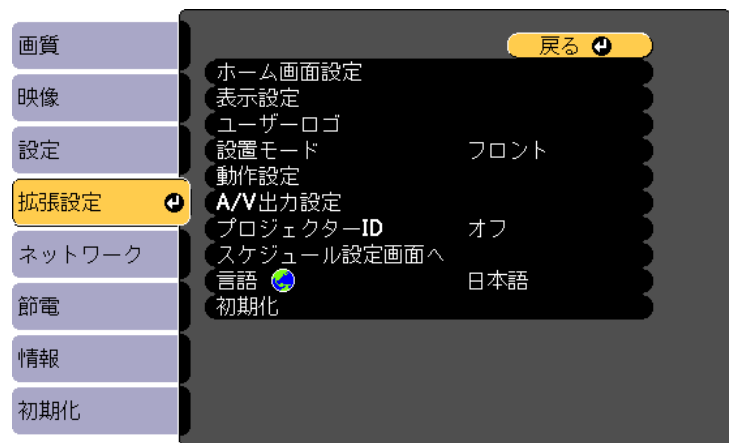 画質
映像
設定
拡張設定
ネットワーク
節電
情報
初期化
戻る
ホーム画面設定
表示設定
ユーザーロゴ
設置モード フロント
動作設定
A/V出力設定
プロジェクターID オフ
スケジュール設定画面へ
言語 日本語
初期化